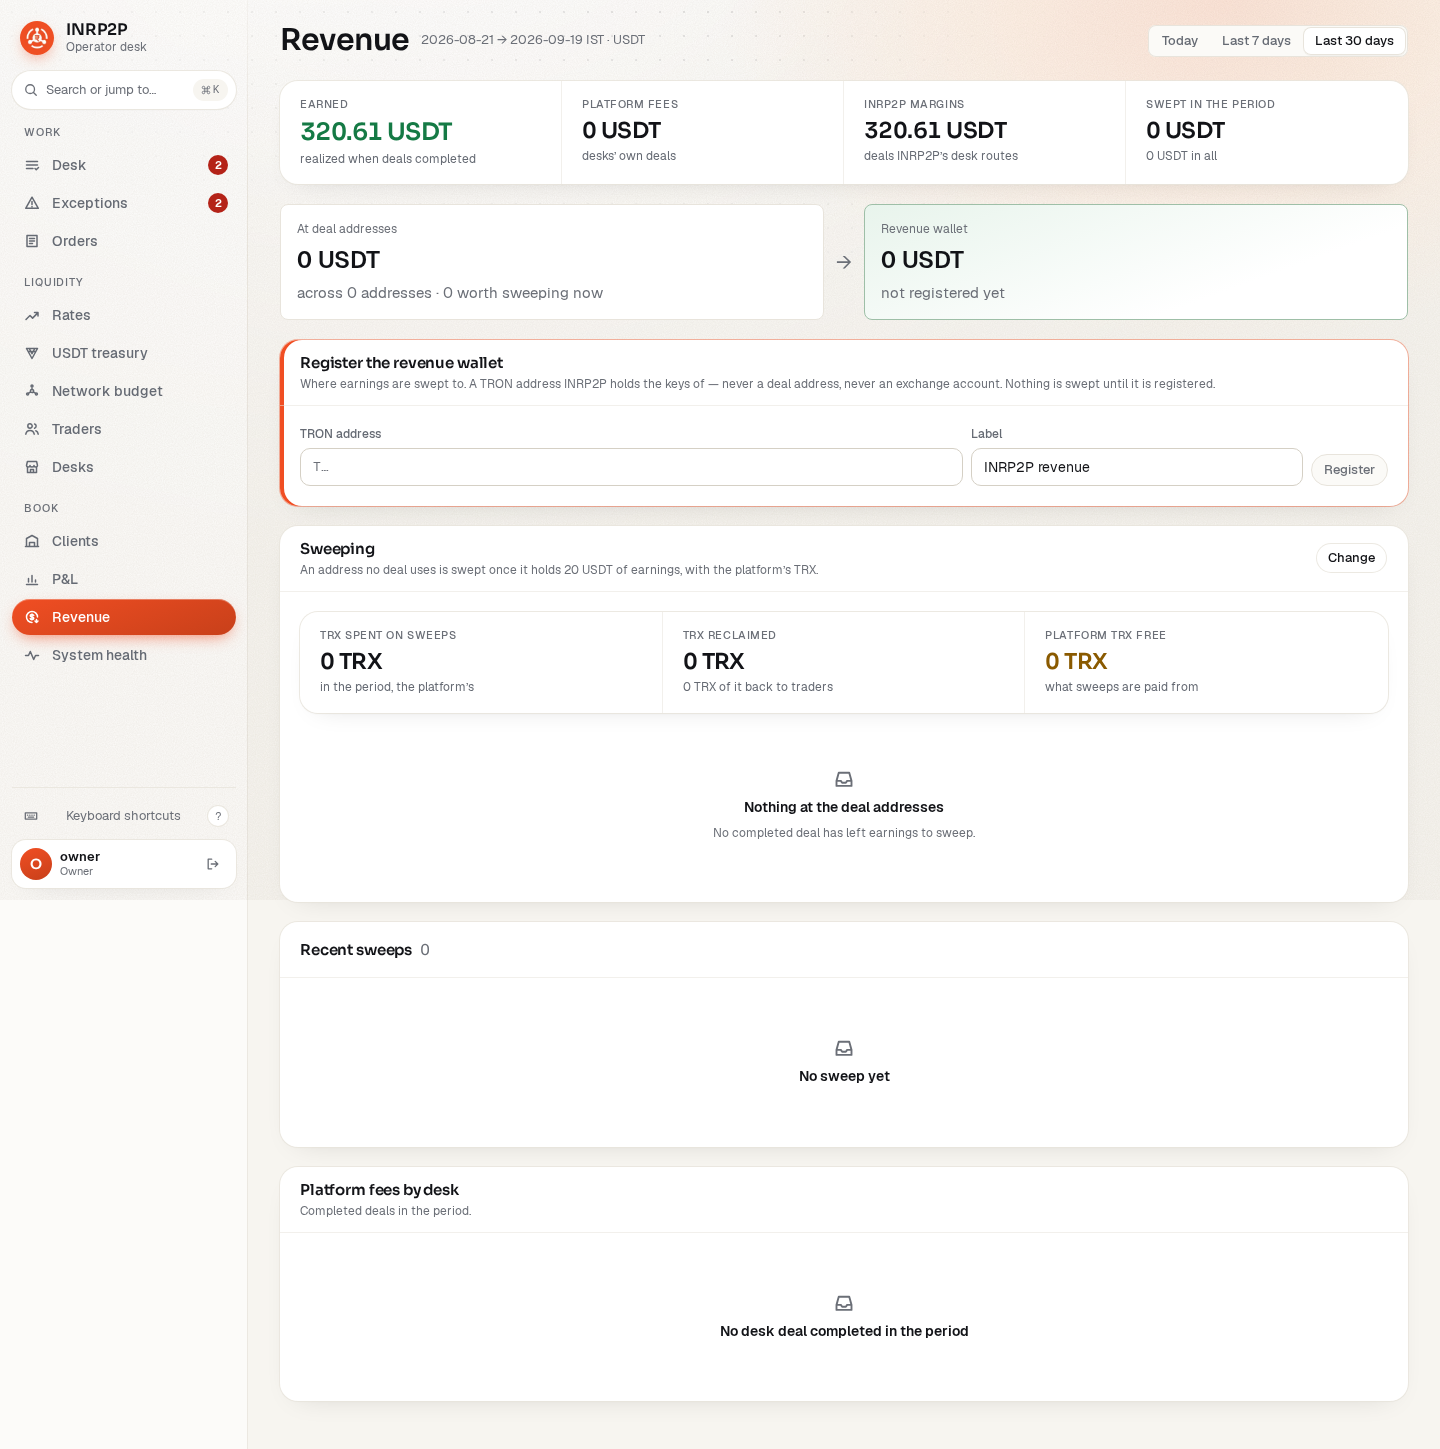 INRP2P
Operator desk
Search or jump to...
⌘K
WORK
Desk
2
Exceptions
2
Orders
LIQUIDITY
Rates
USDT treasury
Network budget
Traders
Desks
BOOK
Clients
P&L
Revenue
System health
Keyboard shortcuts
?
O
owner
Owner
Revenue
2026-08-21 → 2026-09-19 IST · USDT
Today
Last 7 days
Last 30 days
EARNED
320.61 USDT
realized when deals completed
PLATFORM FEES
0 USDT
desks' own deals
INRP2P MARGINS
320.61 USDT
deals INRP2P's desk routes
SWEPT IN THE PERIOD
0 USDT
0 USDT in all
At deal addresses
0 USDT
across 0 addresses · 0 worth sweeping now
→
Revenue wallet
0 USDT
not registered yet
Register the revenue wallet
Where earnings are swept to. A TRON address INRP2P holds the keys of — never a deal address, never an exchange account. Nothing is swept until it is registered.
TRON address
T...
Label
INRP2P revenue
Register
Sweeping
An address no deal uses is swept once it holds 20 USDT of earnings, with the platform's TRX.
Change
TRX SPENT ON SWEEPS
0 TRX
in the period, the platform's
TRX RECLAIMED
0 TRX
0 TRX of it back to traders
PLATFORM TRX FREE
0 TRX
what sweeps are paid from
Nothing at the deal addresses
No completed deal has left earnings to sweep.
Recent sweeps 0
No sweep yet
Platform fees by desk
Completed deals in the period.
No desk deal completed in the period